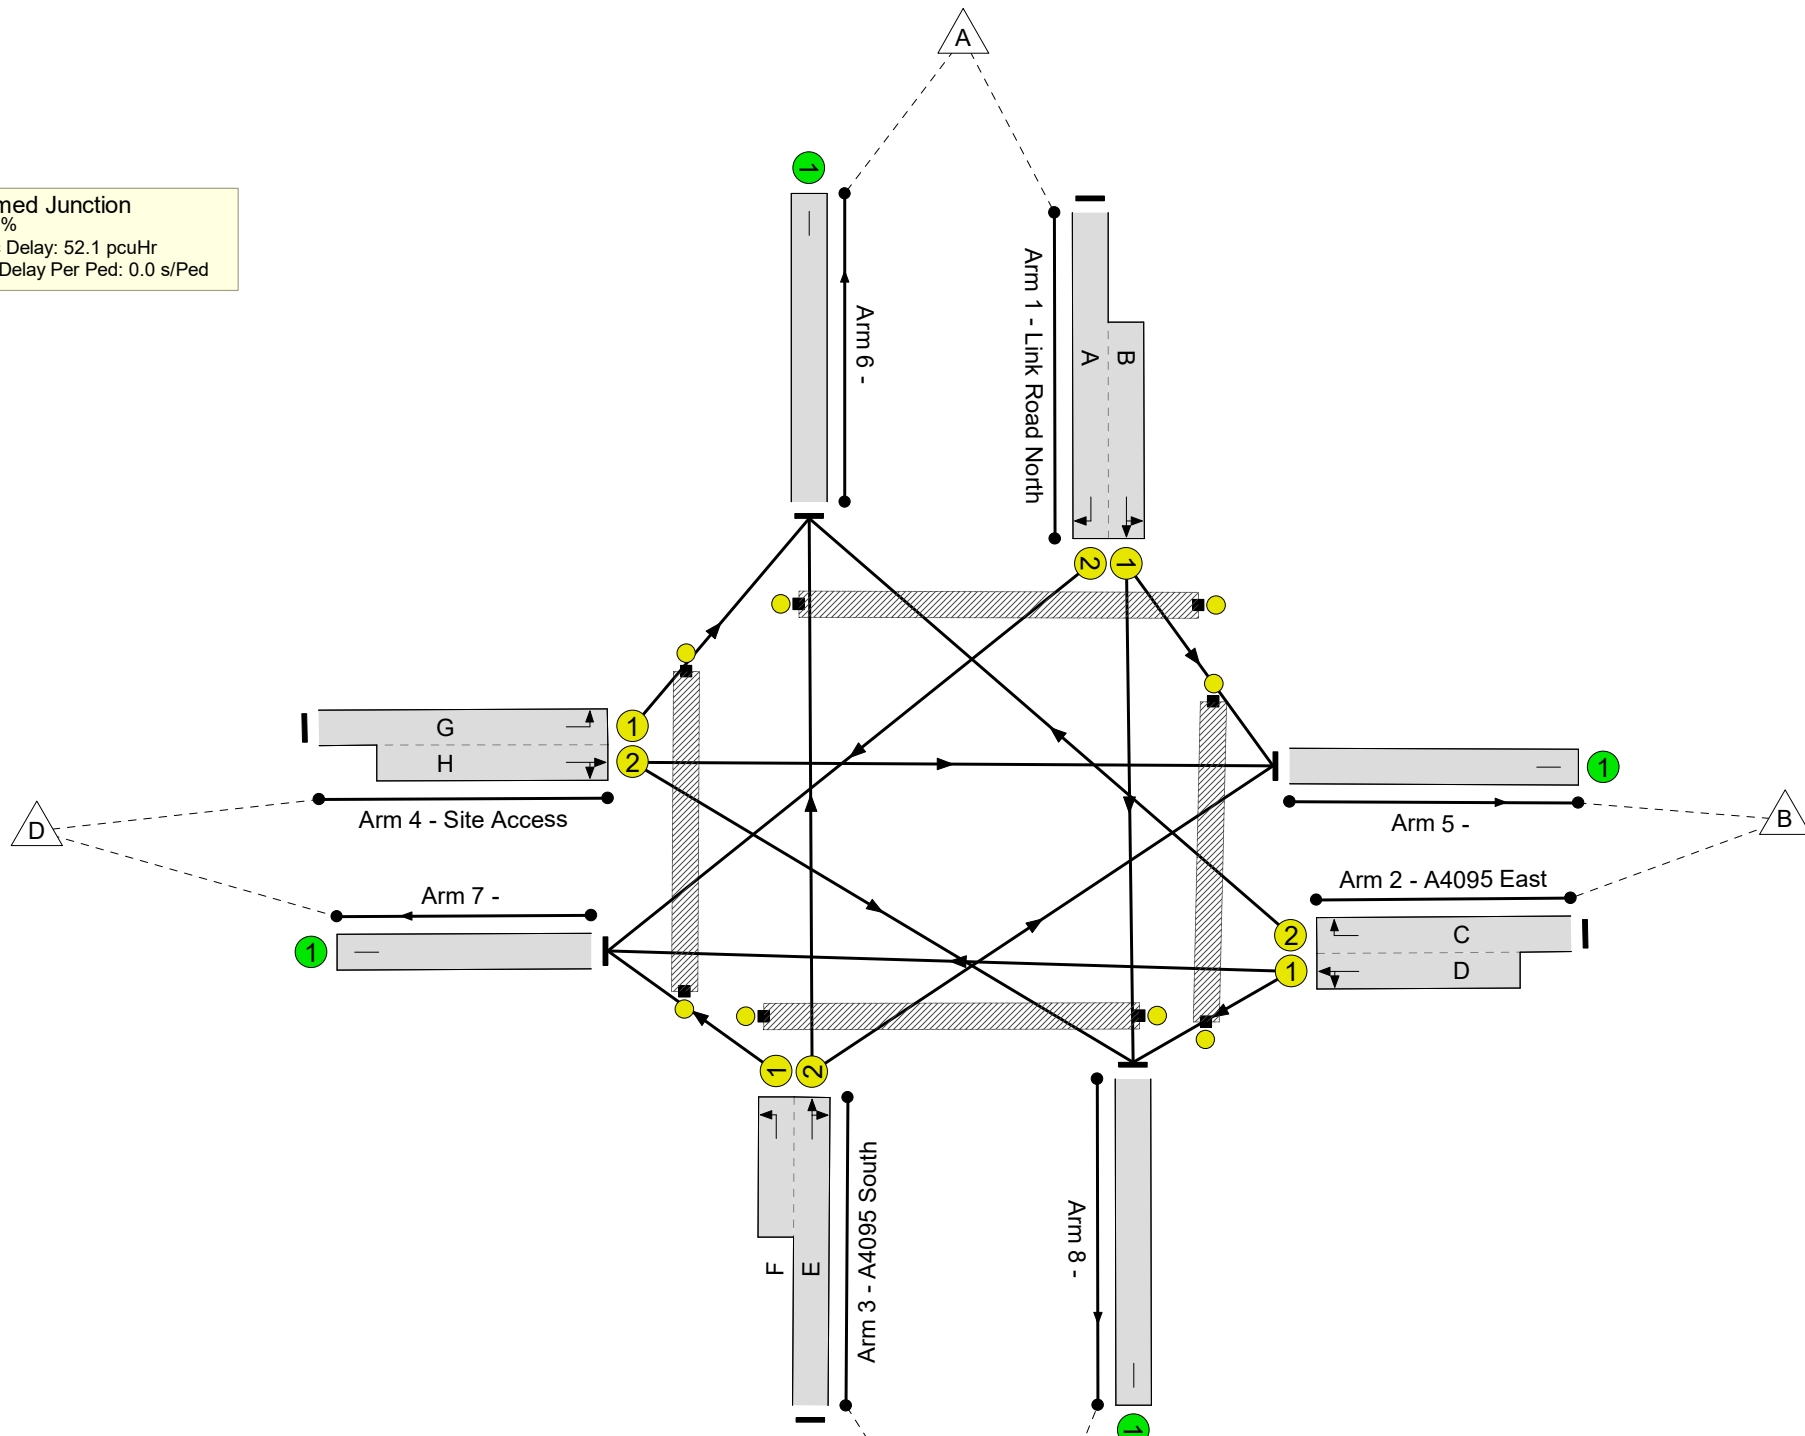 A
med Junction
%
Delay: 52.1 pcuHr
Delay Per Ped: 0.0 s/Ped
1
Arm 6 -
Arm 1 - Link Road North
A
B
2
1
G
H
1
2
Arm 4 - Site Access
D
Arm 7 -
1
1
Arm 5 -
B
Arm 2 - A4095 East
C
D
2
1
1
2
F
E
Arm 3 - A4095 South
Arm 8 -
1